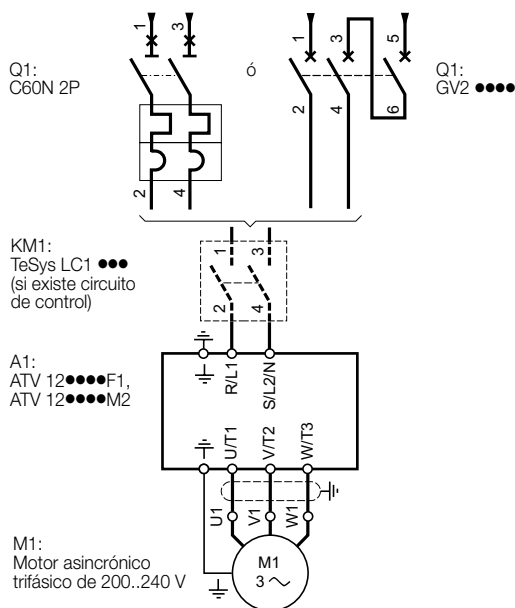 1
3
1
3
5
Q1:
C60N 2P
ó
Q1:
GV2 ●●●●
2
4
6
2
4
KM1:
TeSys LC1 ●●●
(si existe circuito
de control)
1
3
2
4
A1:
ATV 12●●●●F1,
ATV 12●●●●M2
R/L1
S/L2/N
U/T1
V/T2
W/T3
U1
V1
W1
M1:
Motor asincrónico
trifásico de 200..240 V
M1
3 ~